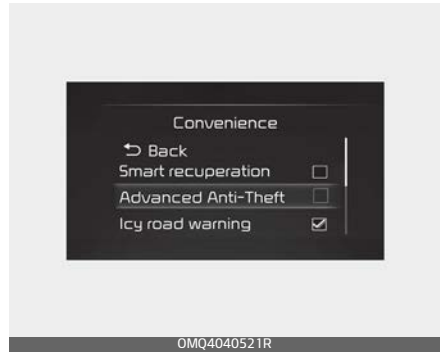 Convenience
Back
Smart recuperation
Advanced Anti-Theft
Icy road warning
OMQ4040521R